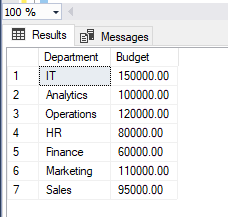 100 %
Results Messages
Department Budget
1 IT 150000.00
2 Analytics 100000.00
3 Operations 120000.00
4 HR 80000.00
5 Finance 60000.00
6 Marketing 110000.00
7 Sales 95000.00